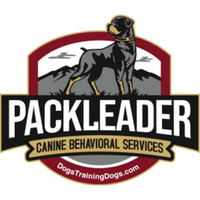 PACKLEADER
CANINE BEHAVIORAL SERVICES
DogsTrainingDogs.com